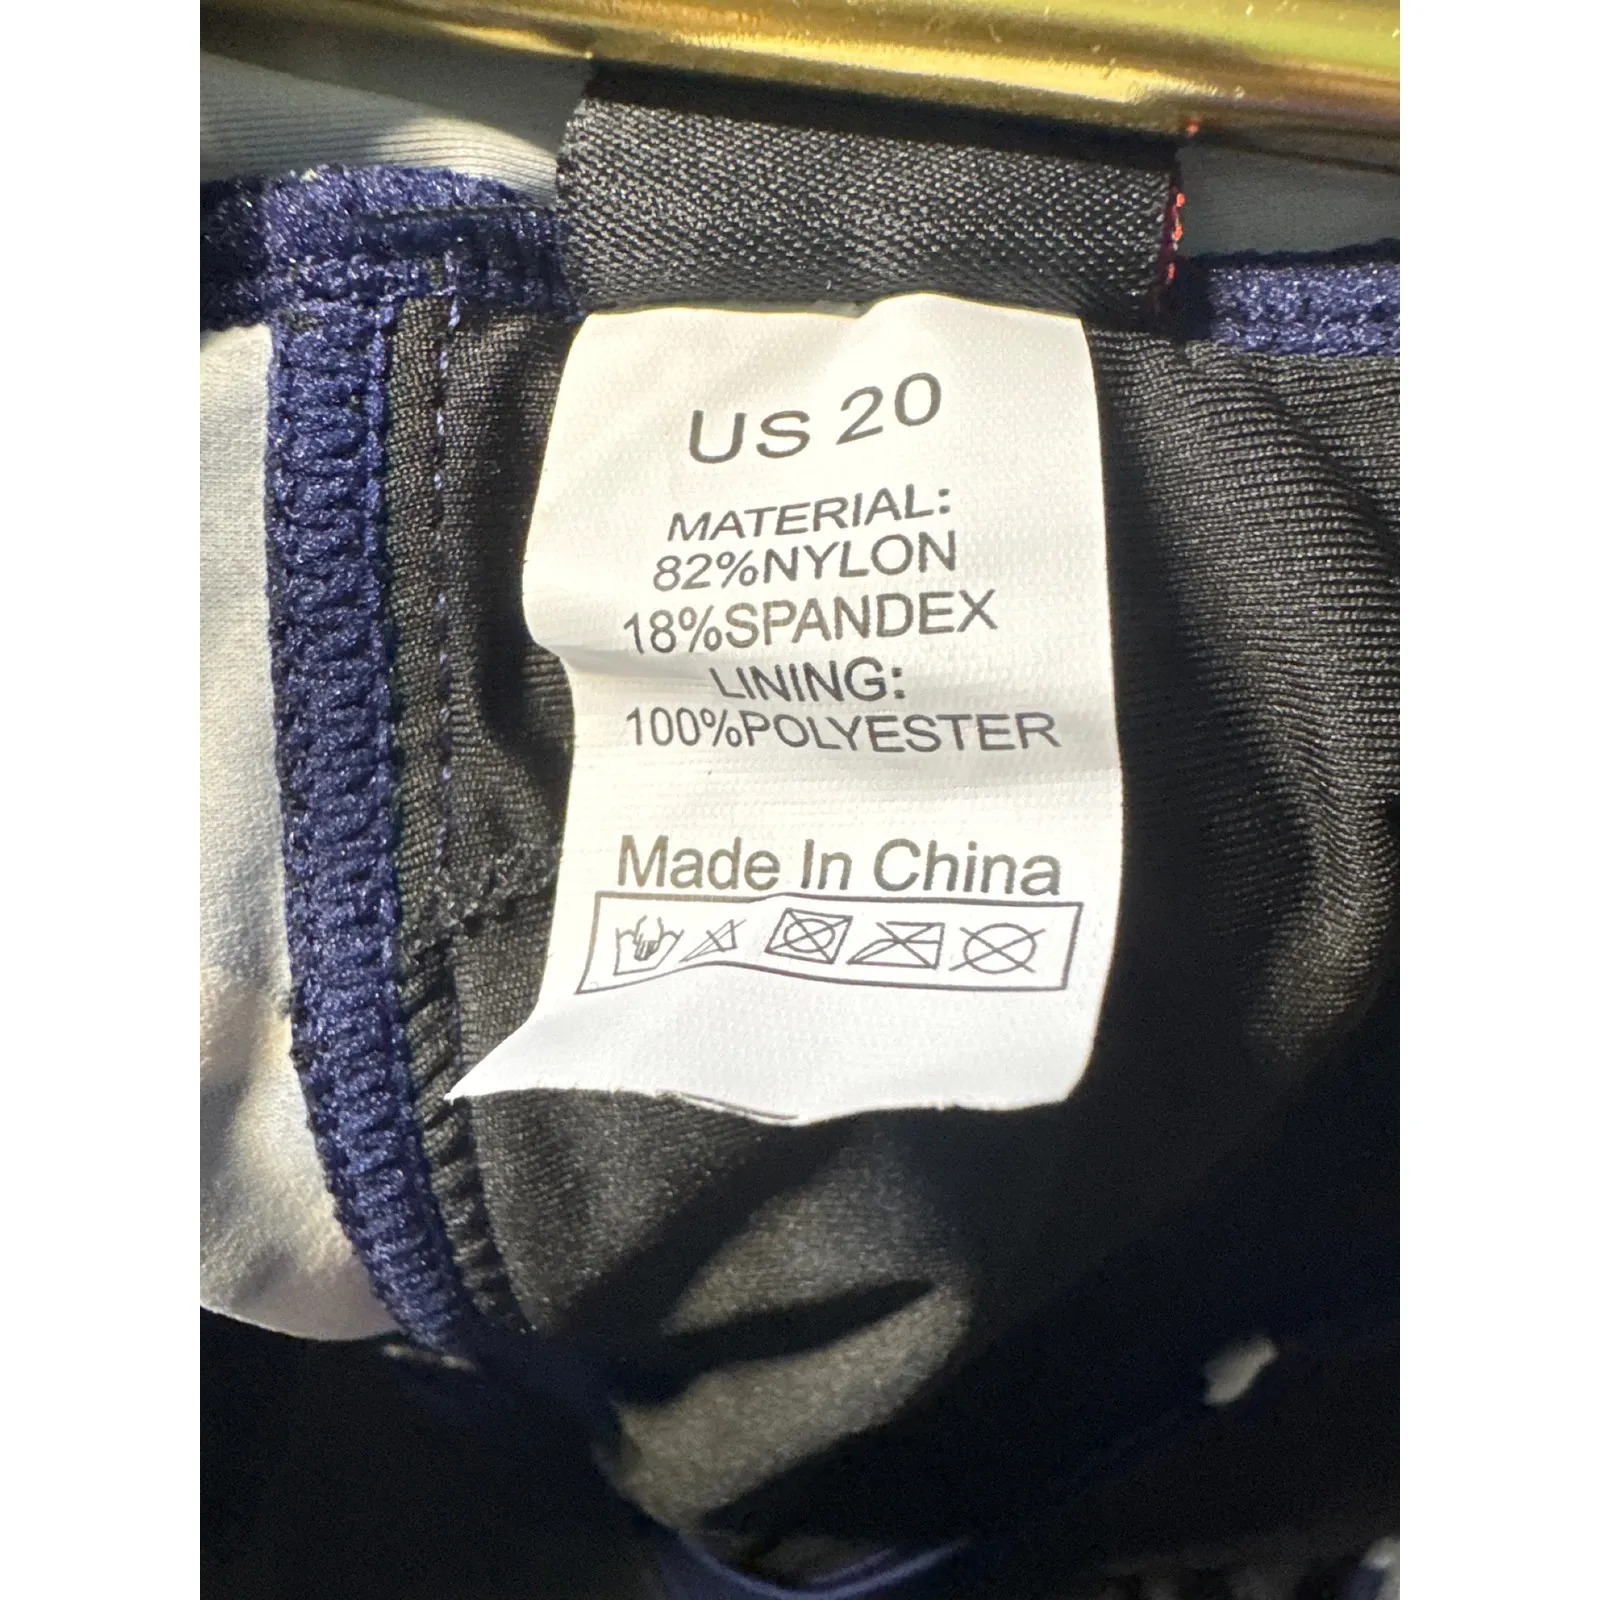 US 20
MATERIAL:
82%NYLON
18%SPANDEX
LINING:
100%POLYESTER
Made In China